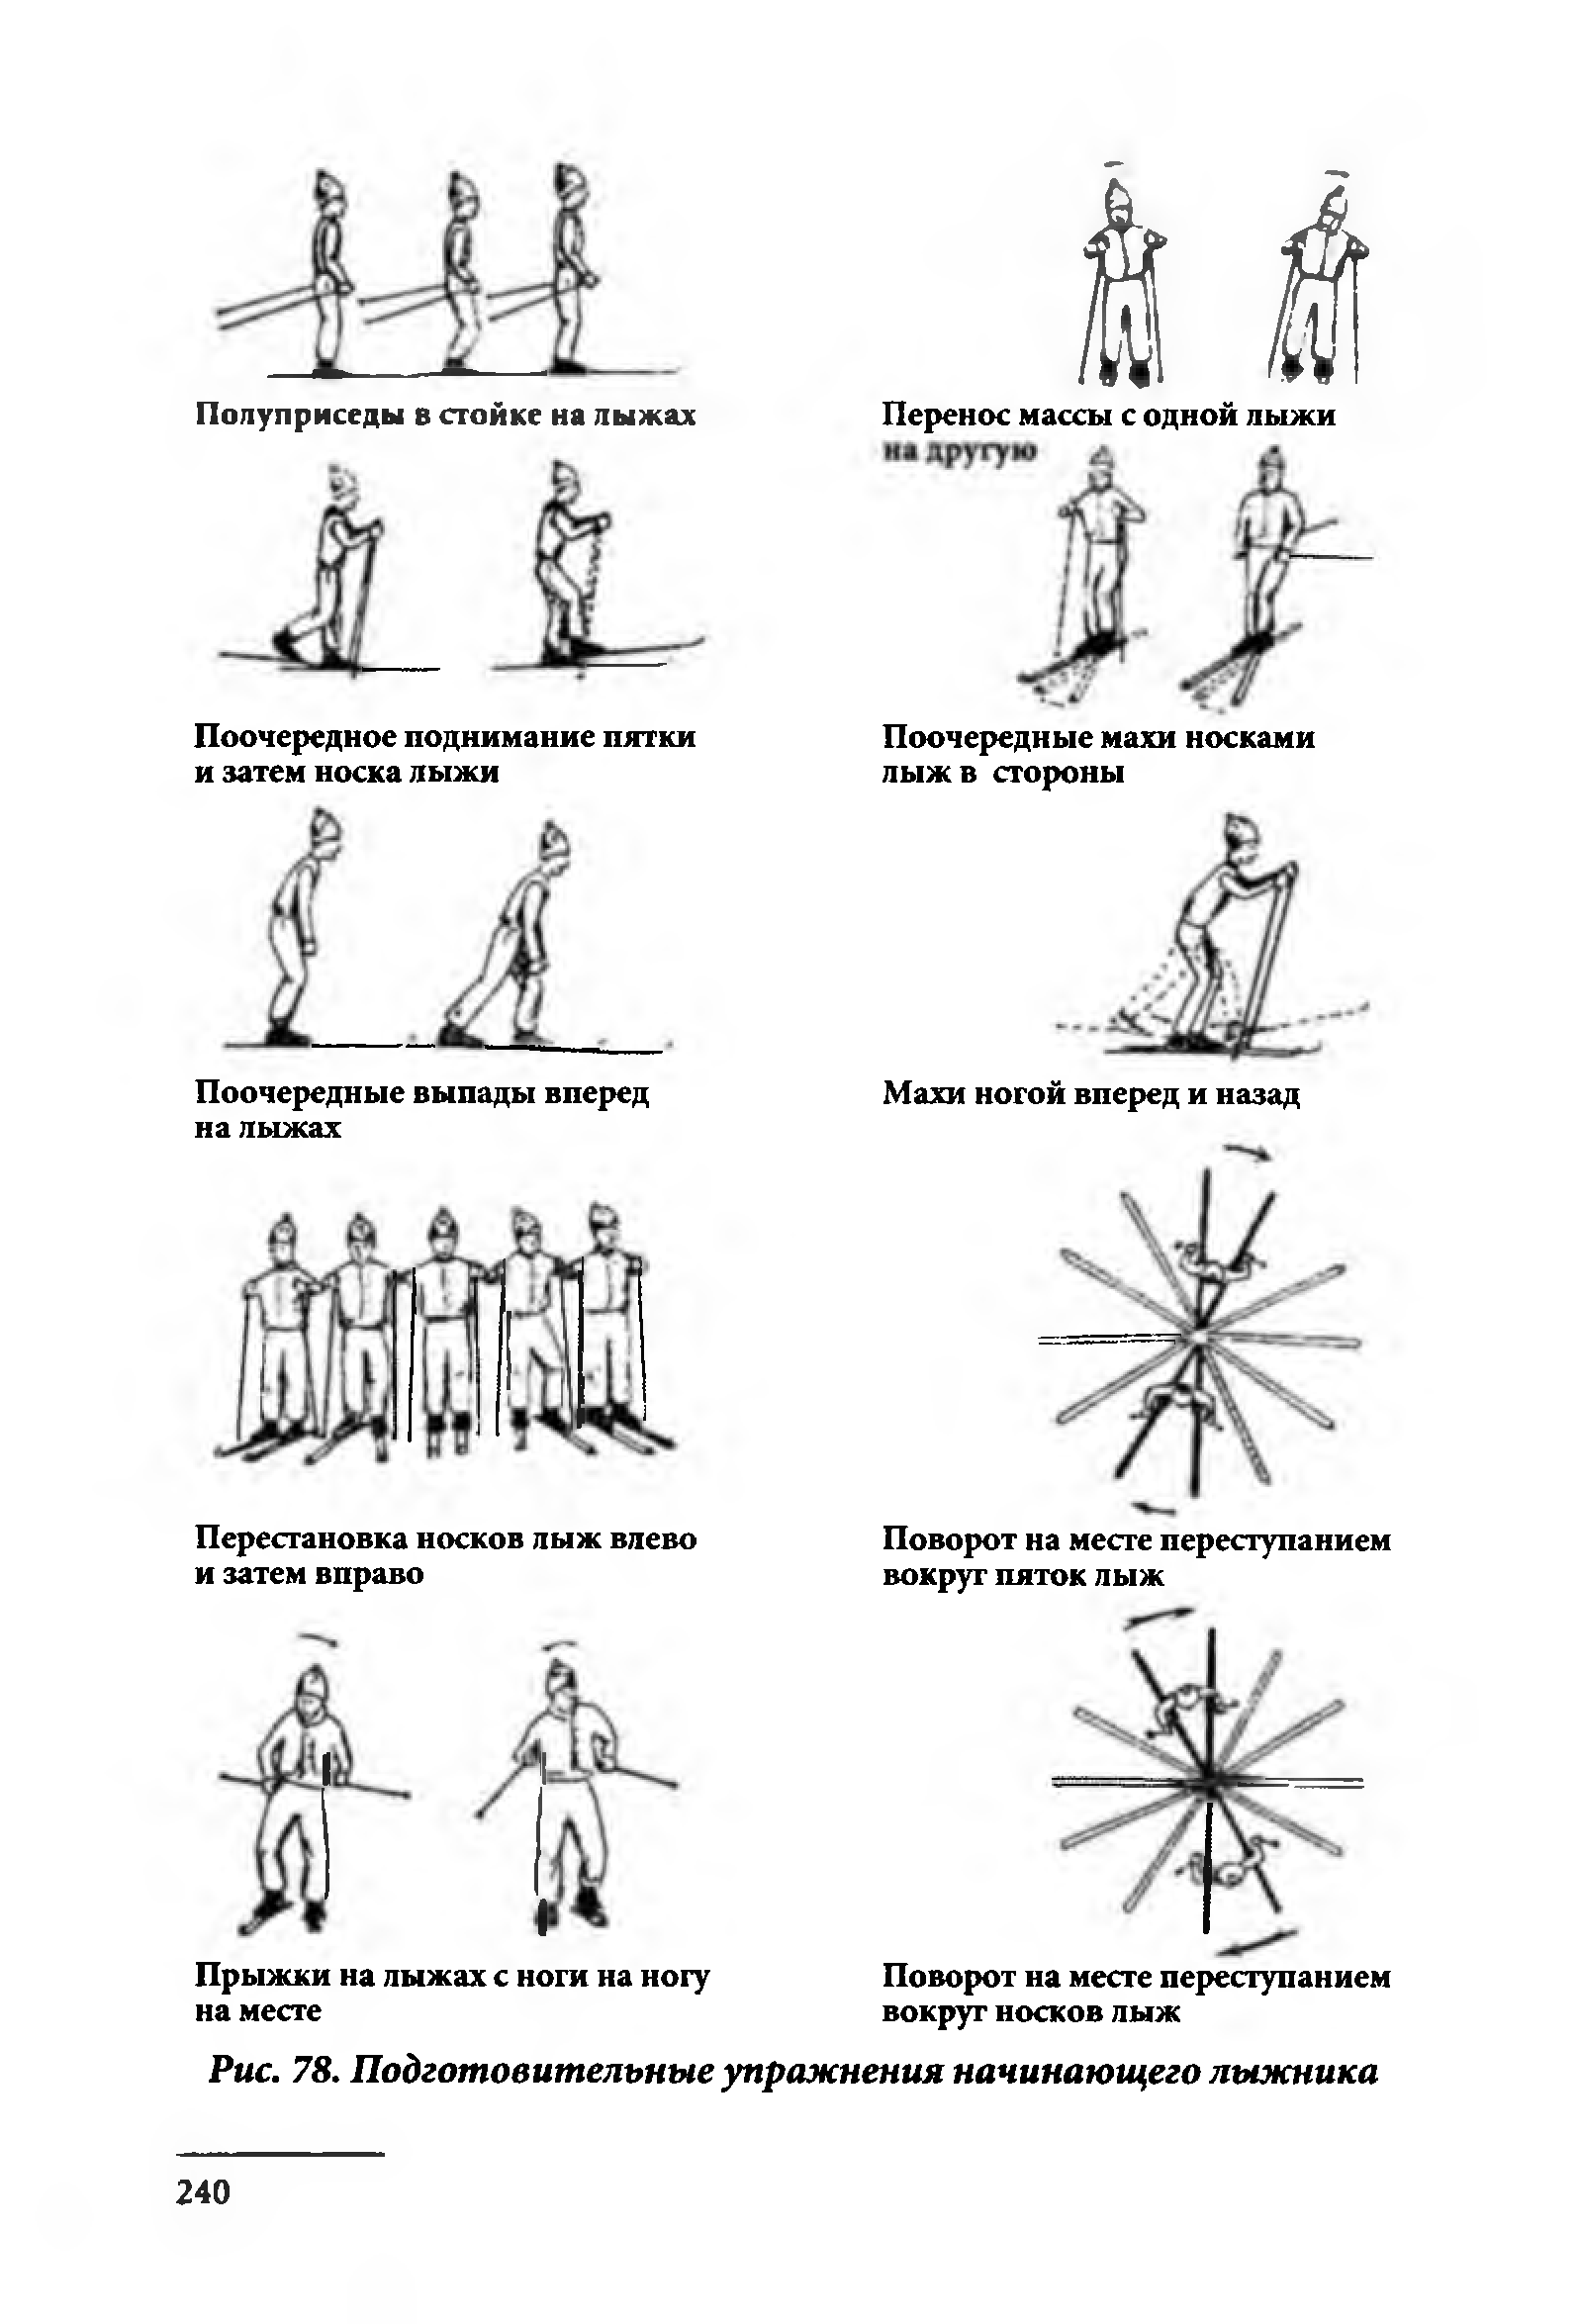 Полуприседы в стойке на лыжах
Перенос массы с одной лыжи
на другую
Поочередное поднимание пятки
и затем носка лыжи
Поочередные махи носками
лыж в стороны
Поочередные выпады вперед
на лыжах
Махи ногой вперед и назад
Перестановка носков лыж влево
и затем вправо
Поворот на месте переступанием
вокруг пяток лыж
Прыжки на лыжах с ноги на ногу
на месте
Поворот на месте переступанием
вокруг носков лыж
Рис. 78. Подготовительные упражнения начинающего лыжника
240